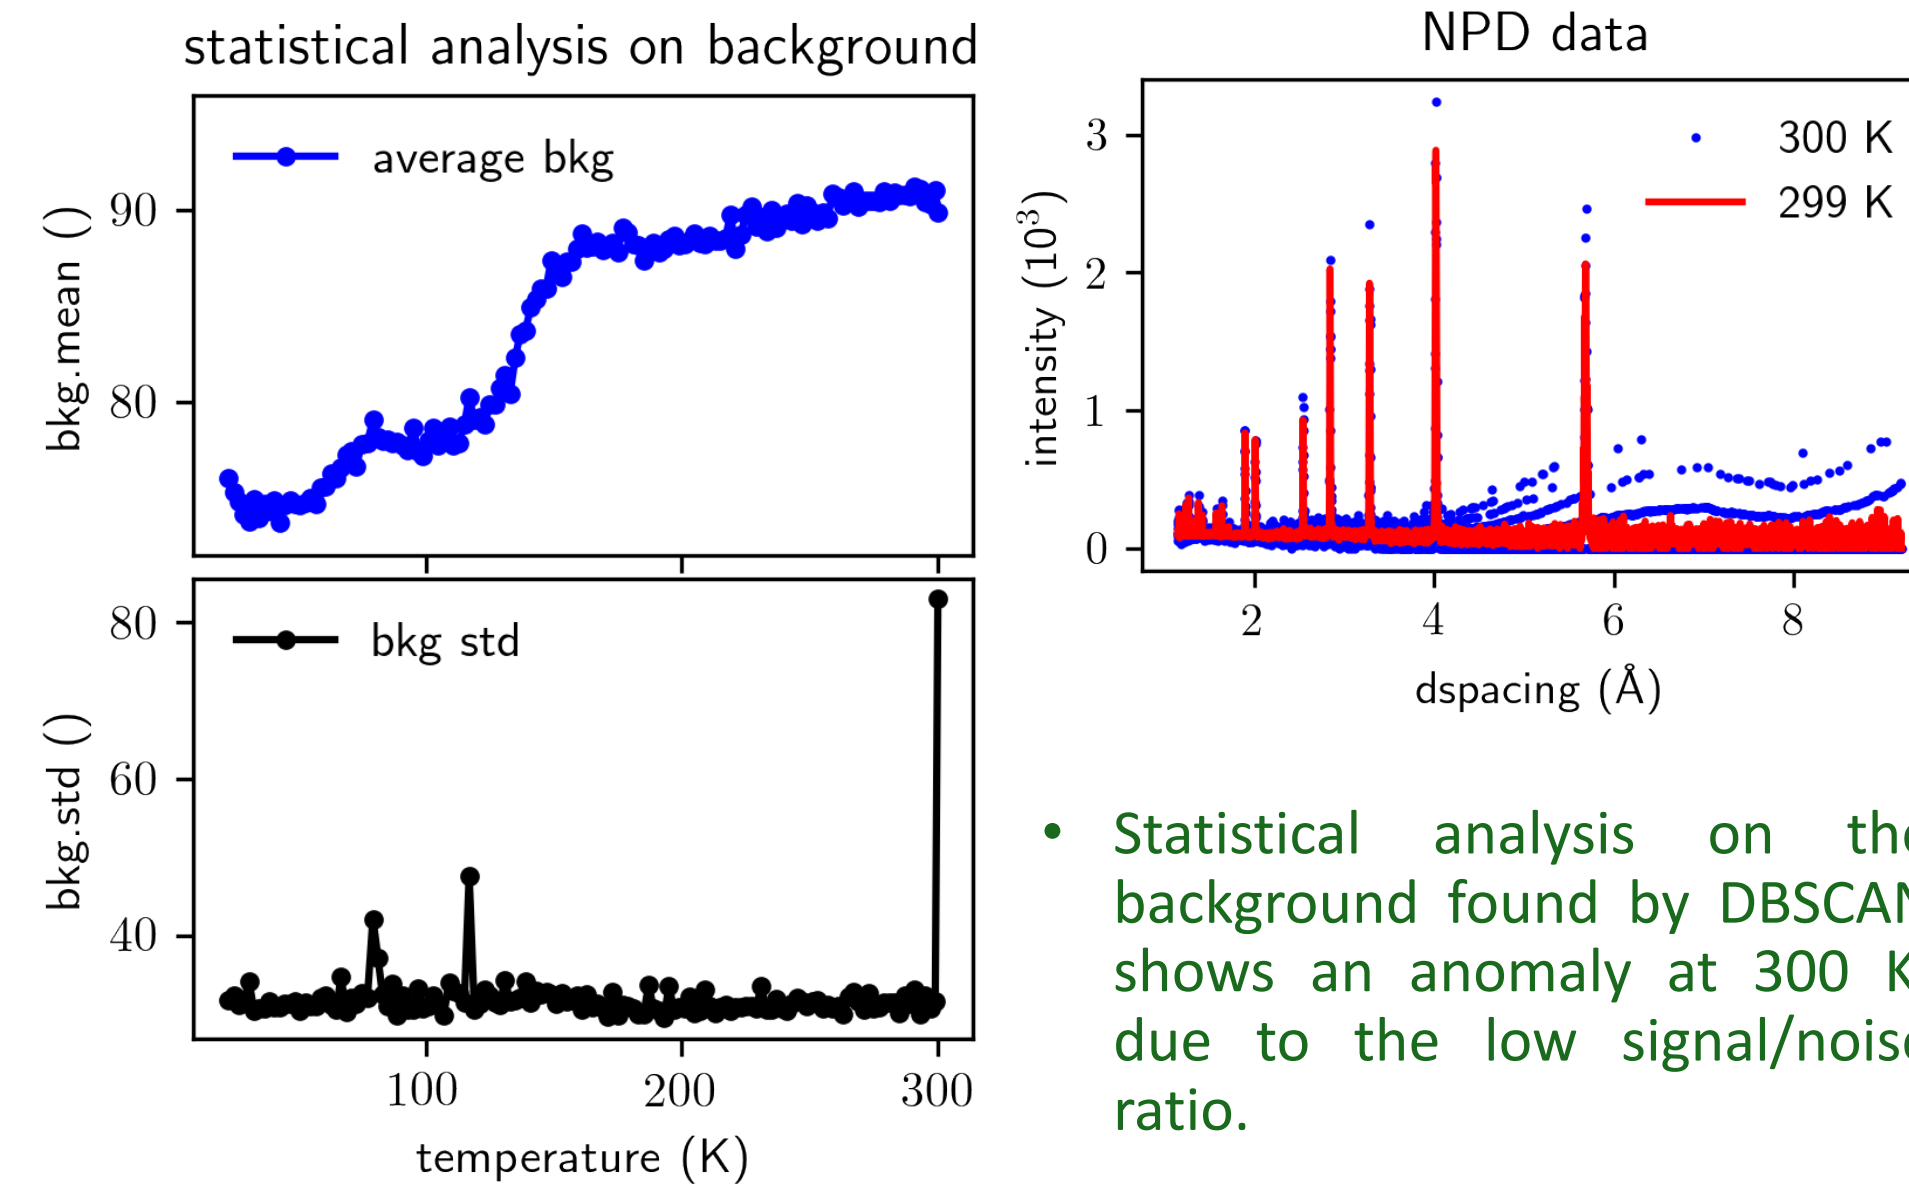 statistical analysis on background
average bkg
bkg.mean ()
90
80
bkg std
bkg.std ()
80
60
40
100 200 300
temperature (K)
NPD data
300 K
299 K
intensity (10³)
3
2
1
0
2 4 6 8
dspacing (Å)
• Statistical analysis on the
background found by DBSCAN
shows an anomaly at 300 K
due to the low signal/noise
ratio.